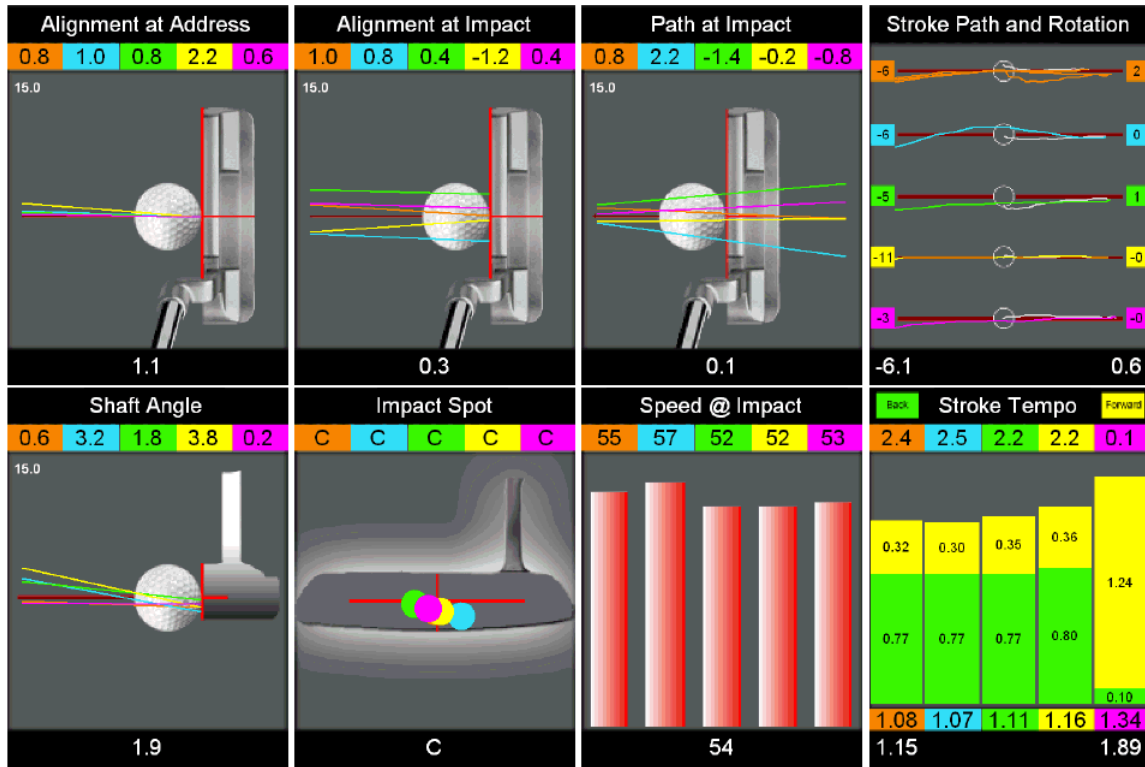 Alignment at Address
0.8 1.0 0.8 2.2 0.6
15.0
1.1
Alignment at Impact
1.0 0.8 0.4 -1.2 0.4
15.0
0.3
Path at Impact
0.8 2.2 -1.4 -0.2 -0.8
15.0
0.1
Stroke Path and Rotation
-6 2
-6 0
-5 1
-11 -0
-3 -0
-6.1 0.6
Shaft Angle
0.6 3.2 1.8 3.8 0.2
15.0
1.9
Impact Spot
C C C C C
C
Speed @ Impact
55 57 52 52 53
54
Back Stroke Tempo Forward
2.4 2.5 2.2 2.2 0.1
0.32 0.30 0.35 0.36 1.24
0.77 0.77 0.77 0.80 0.10
1.08 1.07 1.11 1.16 1.34
1.15 1.89